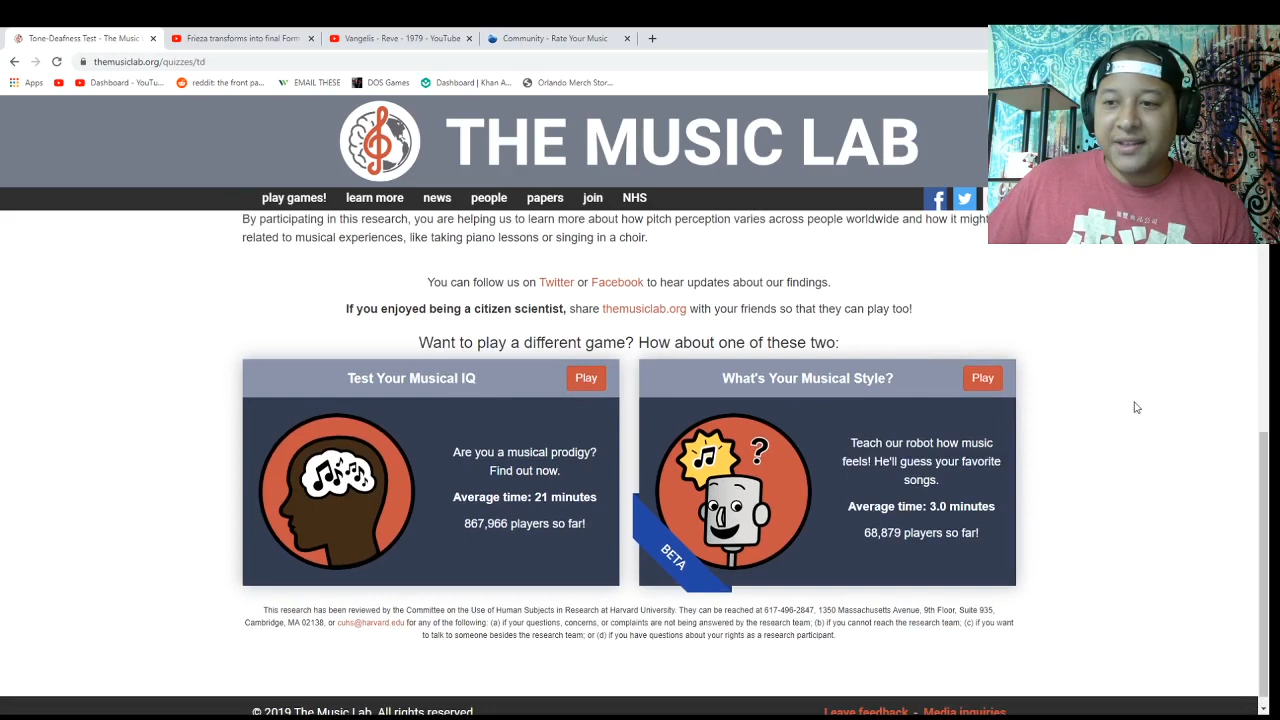 Tone-Deafness Test - The Music
Frieza transforms into final Form
Vangelis - Reve - 1979 - YouTube
Community - Rate Your Music
themusiclab.org/quizzes/td
Apps
Dashboard - YouTu...
reddit: the front pa...
EMAIL THESE
DOS Games
Dashboard | Khan A...
Orlando Merch Stor...
THE MUSIC LAB
play games!
learn more
news
people
papers
join
NHS
By participating in this research, you are helping us to learn more about how pitch perception varies across people worldwide and how it might
related to musical experiences, like taking piano lessons or singing in a choir.
You can follow us on Twitter or Facebook to hear updates about our findings.
If you enjoyed being a citizen scientist, share themusiclab.org with your friends so that they can play too!
Want to play a different game? How about one of these two:
Test Your Musical IQ
Play
Are you a musical prodigy?
Find out now.
Average time: 21 minutes
867,966 players so far!
What's Your Musical Style?
Play
Teach our robot how music
feels! He'll guess your favorite
songs.
Average time: 3.0 minutes
68,879 players so far!
BETA
This research has been reviewed by the Committee on the Use of Human Subjects in Research at Harvard University. They can be reached at 617-496-2847, 1350 Massachusetts Avenue, 9th Floor, Suite 935,
Cambridge, MA 02138, or cuhs@harvard.edu for any of the following: (a) if your questions, concerns, or complaints are not being answered by the research team; (b) if you cannot reach the research team; (c) if you want
to talk to someone besides the research team; or (d) if you have questions about your rights as a research participant.
© 2019 The Music Lab. All rights reserved.
Leave feedback - Media inquiries